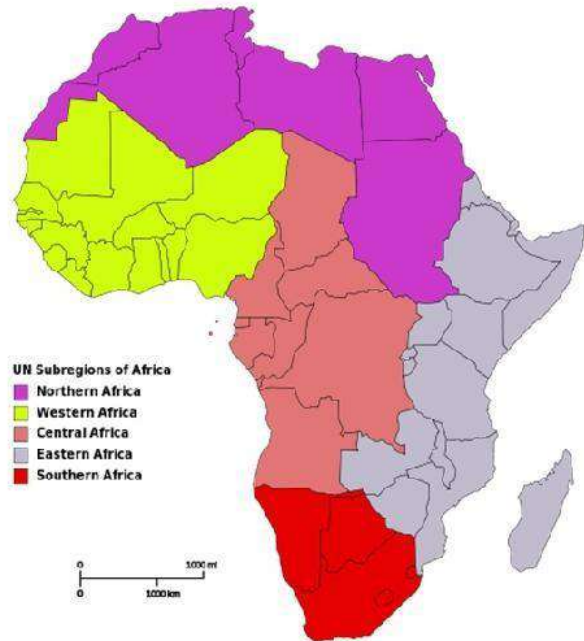 UN Subregions of Africa
Northern Africa
Western Africa
Central Africa
Eastern Africa
Southern Africa
0 1000 mi
0 1000 km